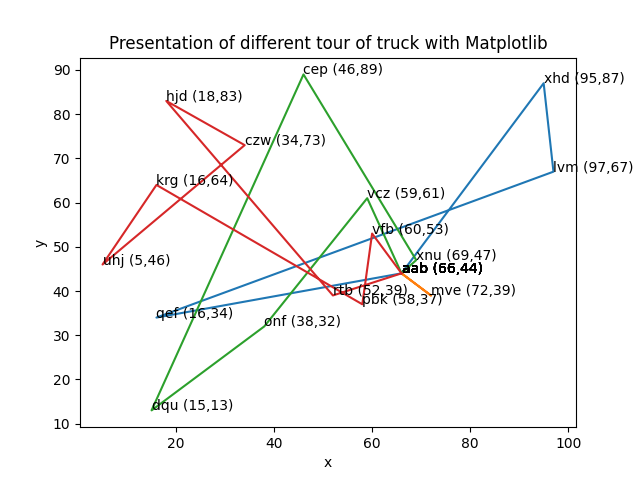 Presentation of different tour of truck with Matplotlib
90
80
70
60
50
40
30
20
10
y
cep (46,89)
xhd (95,87)
hjd (18,83)
czw (34,73)
lvm (97,67)
krg (16,64)
vcz (59,61)
vfb (60,53)
xnu (69,47)
(5,46)
aab (66,44)
(52,39)
mve (72,39)
(58,37)
qef (16,34)
onf (38,32)
dqu (15,13)
20
40
60
80
100
x